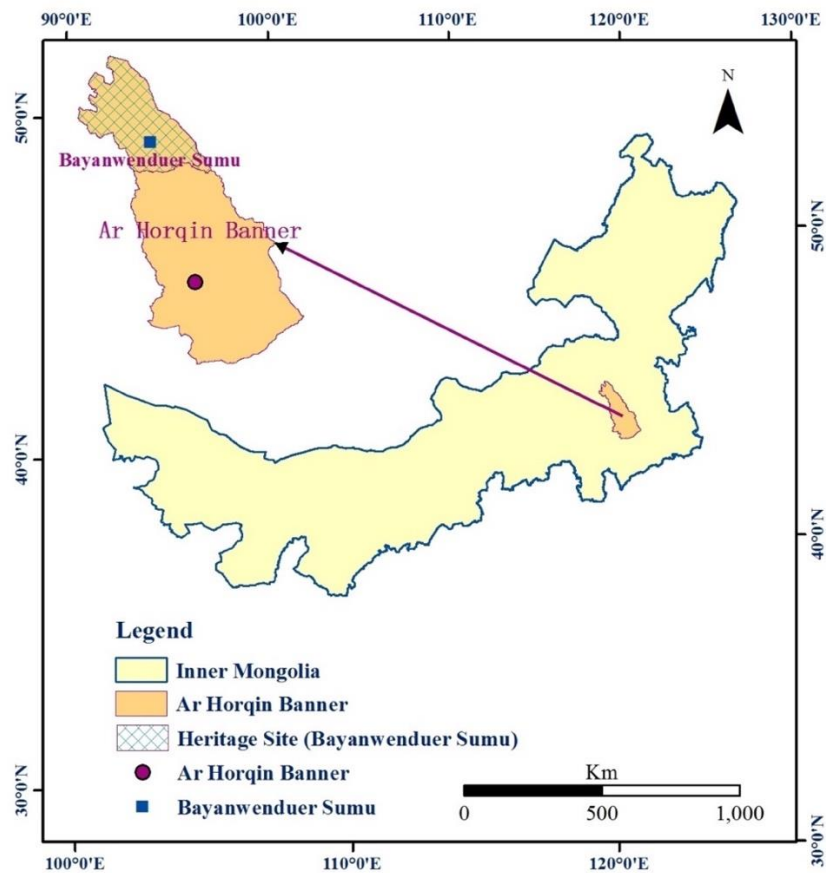 90°0'E 100°0'E 110°0'E 120°0'E 130°0'E
N
50°0'N
50°0'N
Bayanwenduer Sumu
Ar Horqin Banner
40°0'N
40°0'N
Legend
Inner Mongolia
Ar Horqin Banner
Heritage Site (Bayanwenduer Sumu)
Ar Horqin Banner
Bayanwenduer Sumu
Km
0 500 1,000
30°0'N
30°0'N
100°0'E 110°0'E 120°0'E